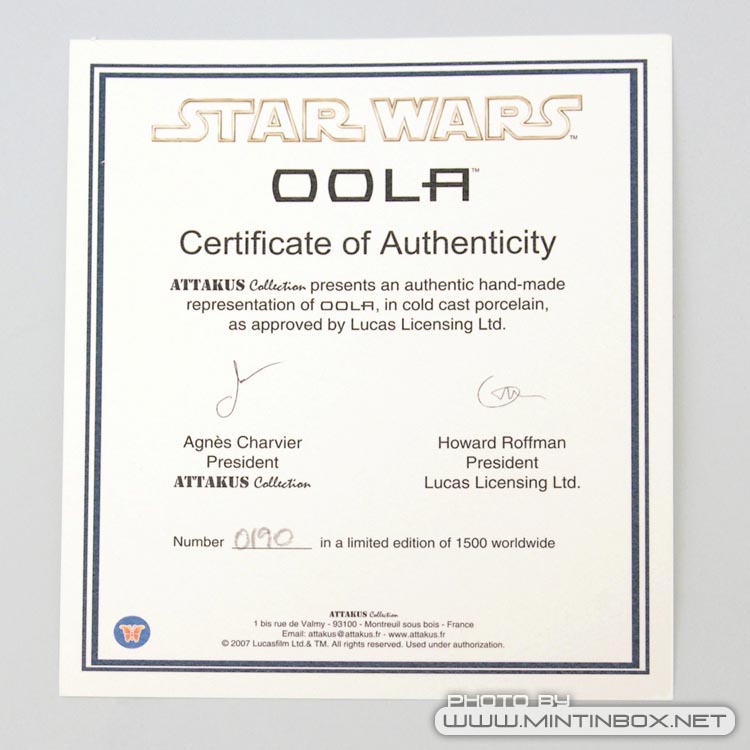 STAR WARS™
OOLA™
Certificate of Authenticity
ATTAKUS Collection presents an authentic hand-made
representation of OOLA, in cold cast porcelain,
as approved by Lucas Licensing Ltd.
Agnès Charvier
President
ATTAKUS Collection
Howard Roffman
President
Lucas Licensing Ltd.
Number 0190 in a limited edition of 1500 worldwide
ATTAKUS Collection
1 bis rue de Valmy - 93100 - Montreuil sous bois - France
Email: attakus@attakus.fr - www.attakus.fr
© 2007 Lucasfilm Ltd.& TM. All rights reserved. Used under authorization.
PHOTO BY
WWW.MINTINBOX.NET